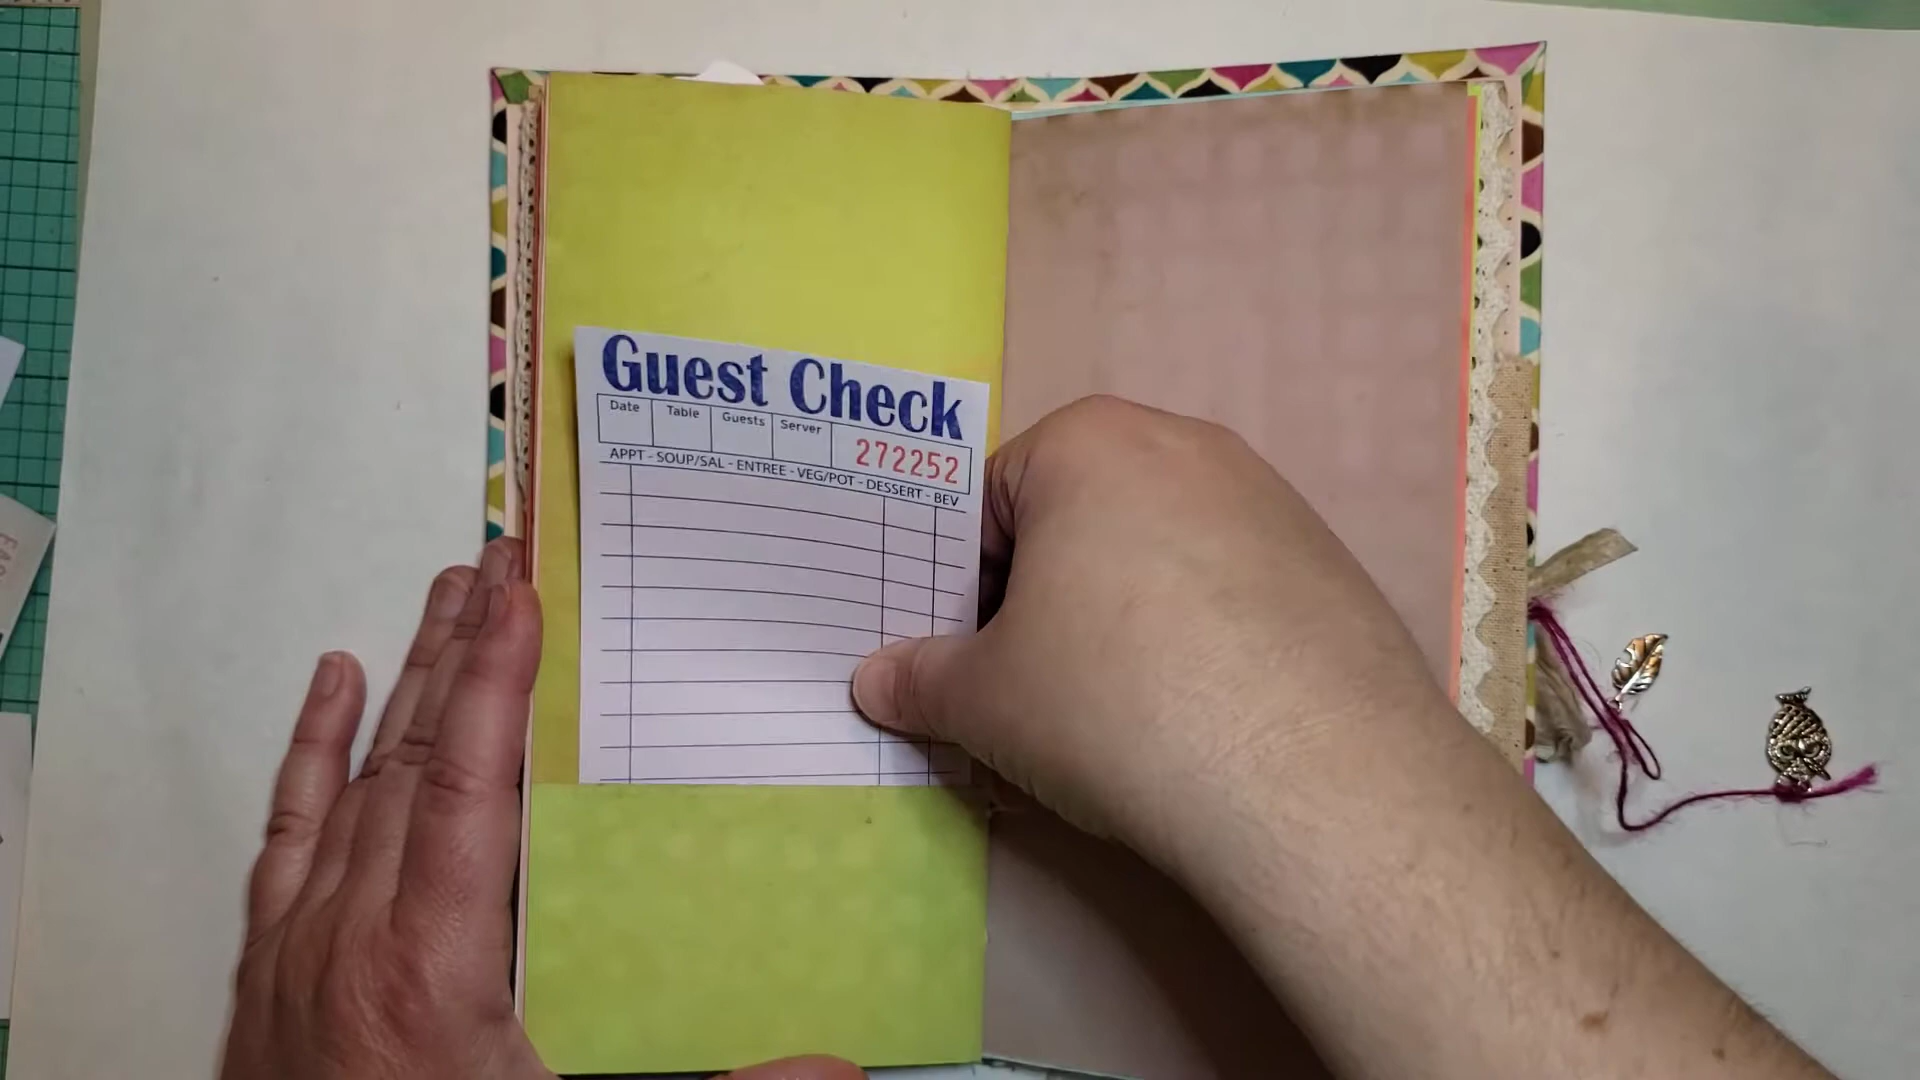 Guest Check
Date Table Guests Server 272252
APPT - SOUP/SAL - ENTREE - VEG/POT - DESSERT - BEV